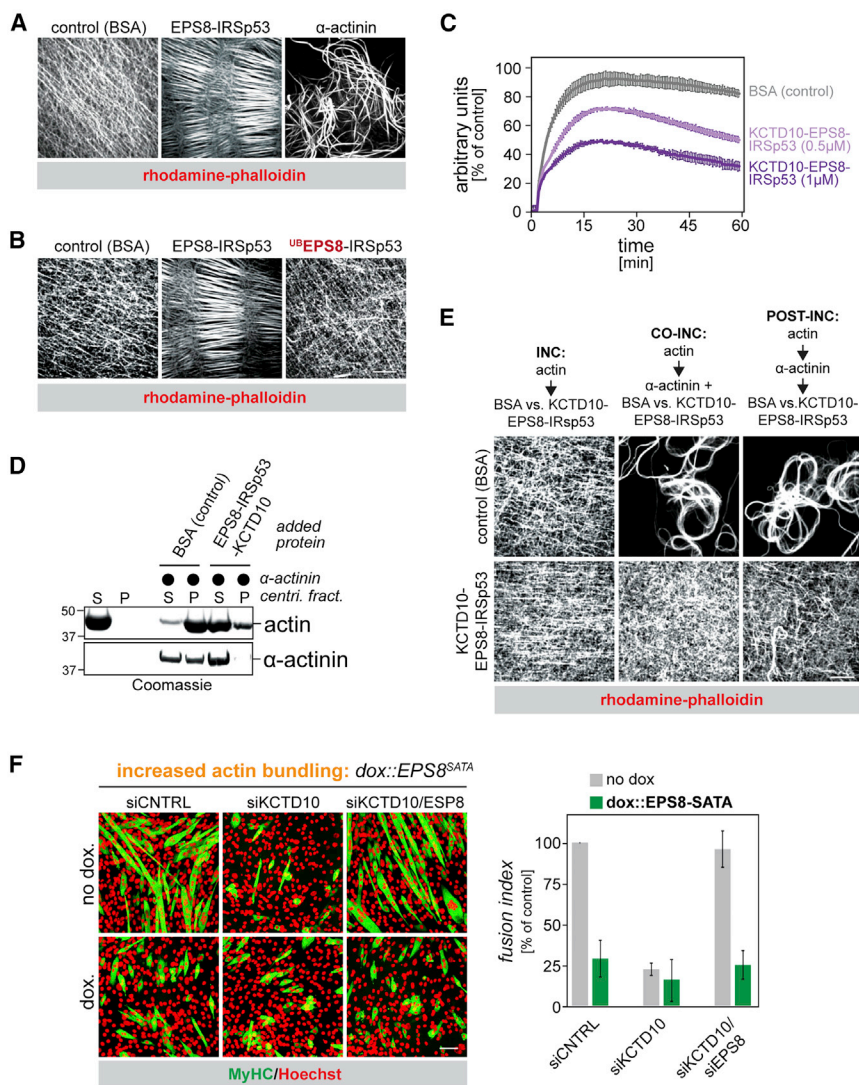 A
control (BSA) EPS8-IRSp53 α-actinin
rhodamine-phalloidin
B
control (BSA) EPS8-IRSp53 ᵁᴮEPS8-IRSp53
rhodamine-phalloidin
C
arbitrary units
[% of control]
100
80
60
40
20
0
0 15 30 45 60
time
[min]
BSA (control)
KCTD10-EPS8-
IRSp53 (0.5μM)
KCTD10-EPS8-
IRSp53 (1μM)
D
BSA (control)
EPS8-IRSp53
-KCTD10
added
protein
α-actinin
S P S P S P centri. fract.
50
37
actin
37
α-actinin
Coomassie
E
INC:
actin
BSA vs. KCTD10-
EPS8-IRsp53
CO-INC:
actin
α-actinin +
BSA vs. KCTD10-
EPS8-IRSp53
POST-INC:
actin
α-actinin
BSA vs.KCTD10-
EPS8-IRSp53
control (BSA)
KCTD10-
EPS8-IRSp53
rhodamine-phalloidin
F
increased actin bundling: dox::EPS8ˢᴬᵀᴬ
siCNTRL siKCTD10 siKCTD10/ESP8
no dox.
dox.
MyHC/Hoechst
no dox
dox::EPS8-SATA
fusion index
[% of control]
100
75
50
25
0
siCNTRL
siKCTD10
siKCTD10/
siEPS8